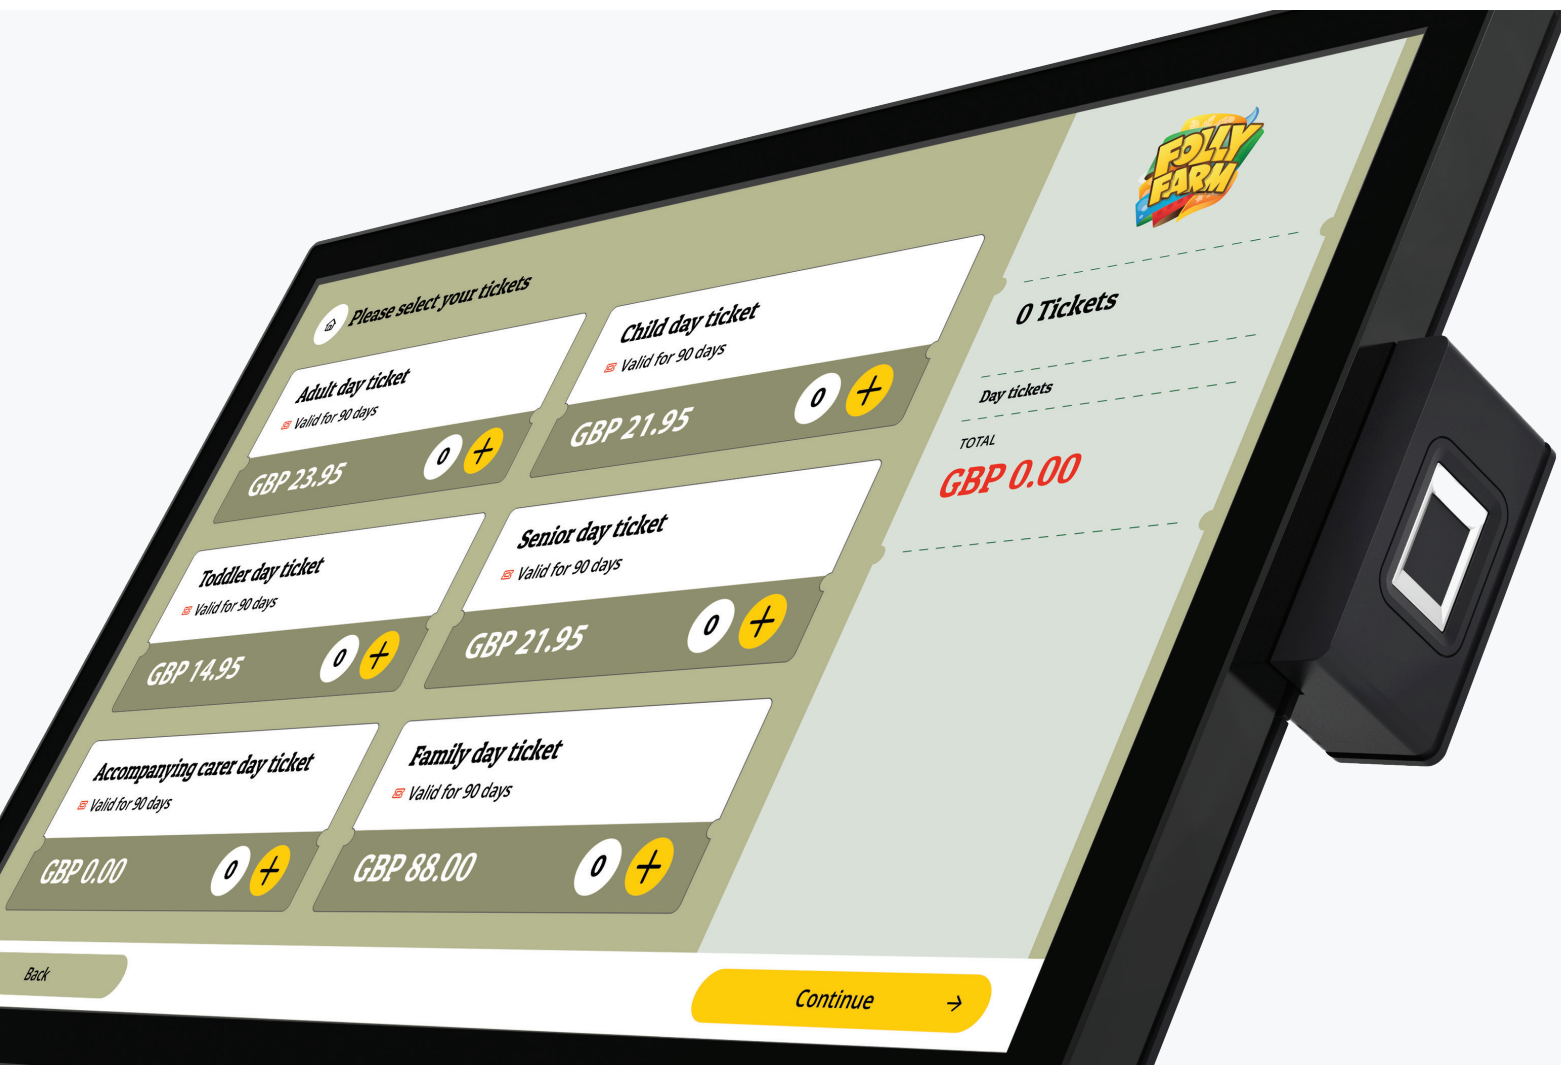 FOLLY
FARM
Please select your tickets
Adult day ticket
Valid for 90 days
GBP 23.95
0
+
Child day ticket
Valid for 90 days
GBP 21.95
0
+
Toddler day ticket
Valid for 90 days
GBP 14.95
0
+
Senior day ticket
Valid for 90 days
GBP 21.95
0
+
Accompanying carer day ticket
Valid for 90 days
GBP 0.00
0
+
Family day ticket
Valid for 90 days
GBP 88.00
0
+
0 Tickets
Day tickets
TOTAL
GBP 0.00
Back
Continue →